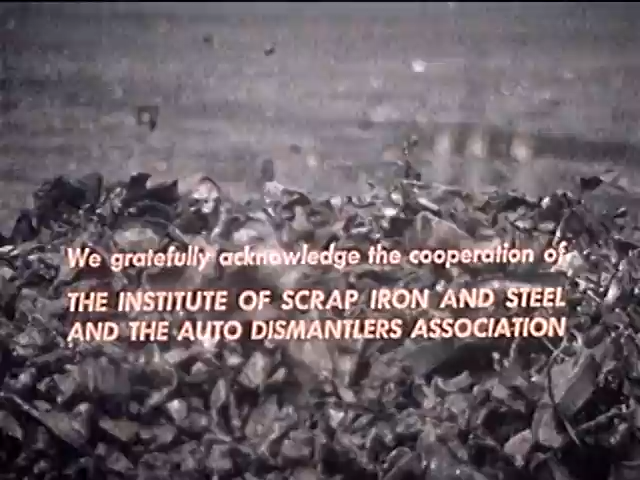 We gratefully acknowledge the cooperation of
THE INSTITUTE OF SCRAP IRON AND STEEL
AND THE AUTO DISMANTLERS ASSOCIATION